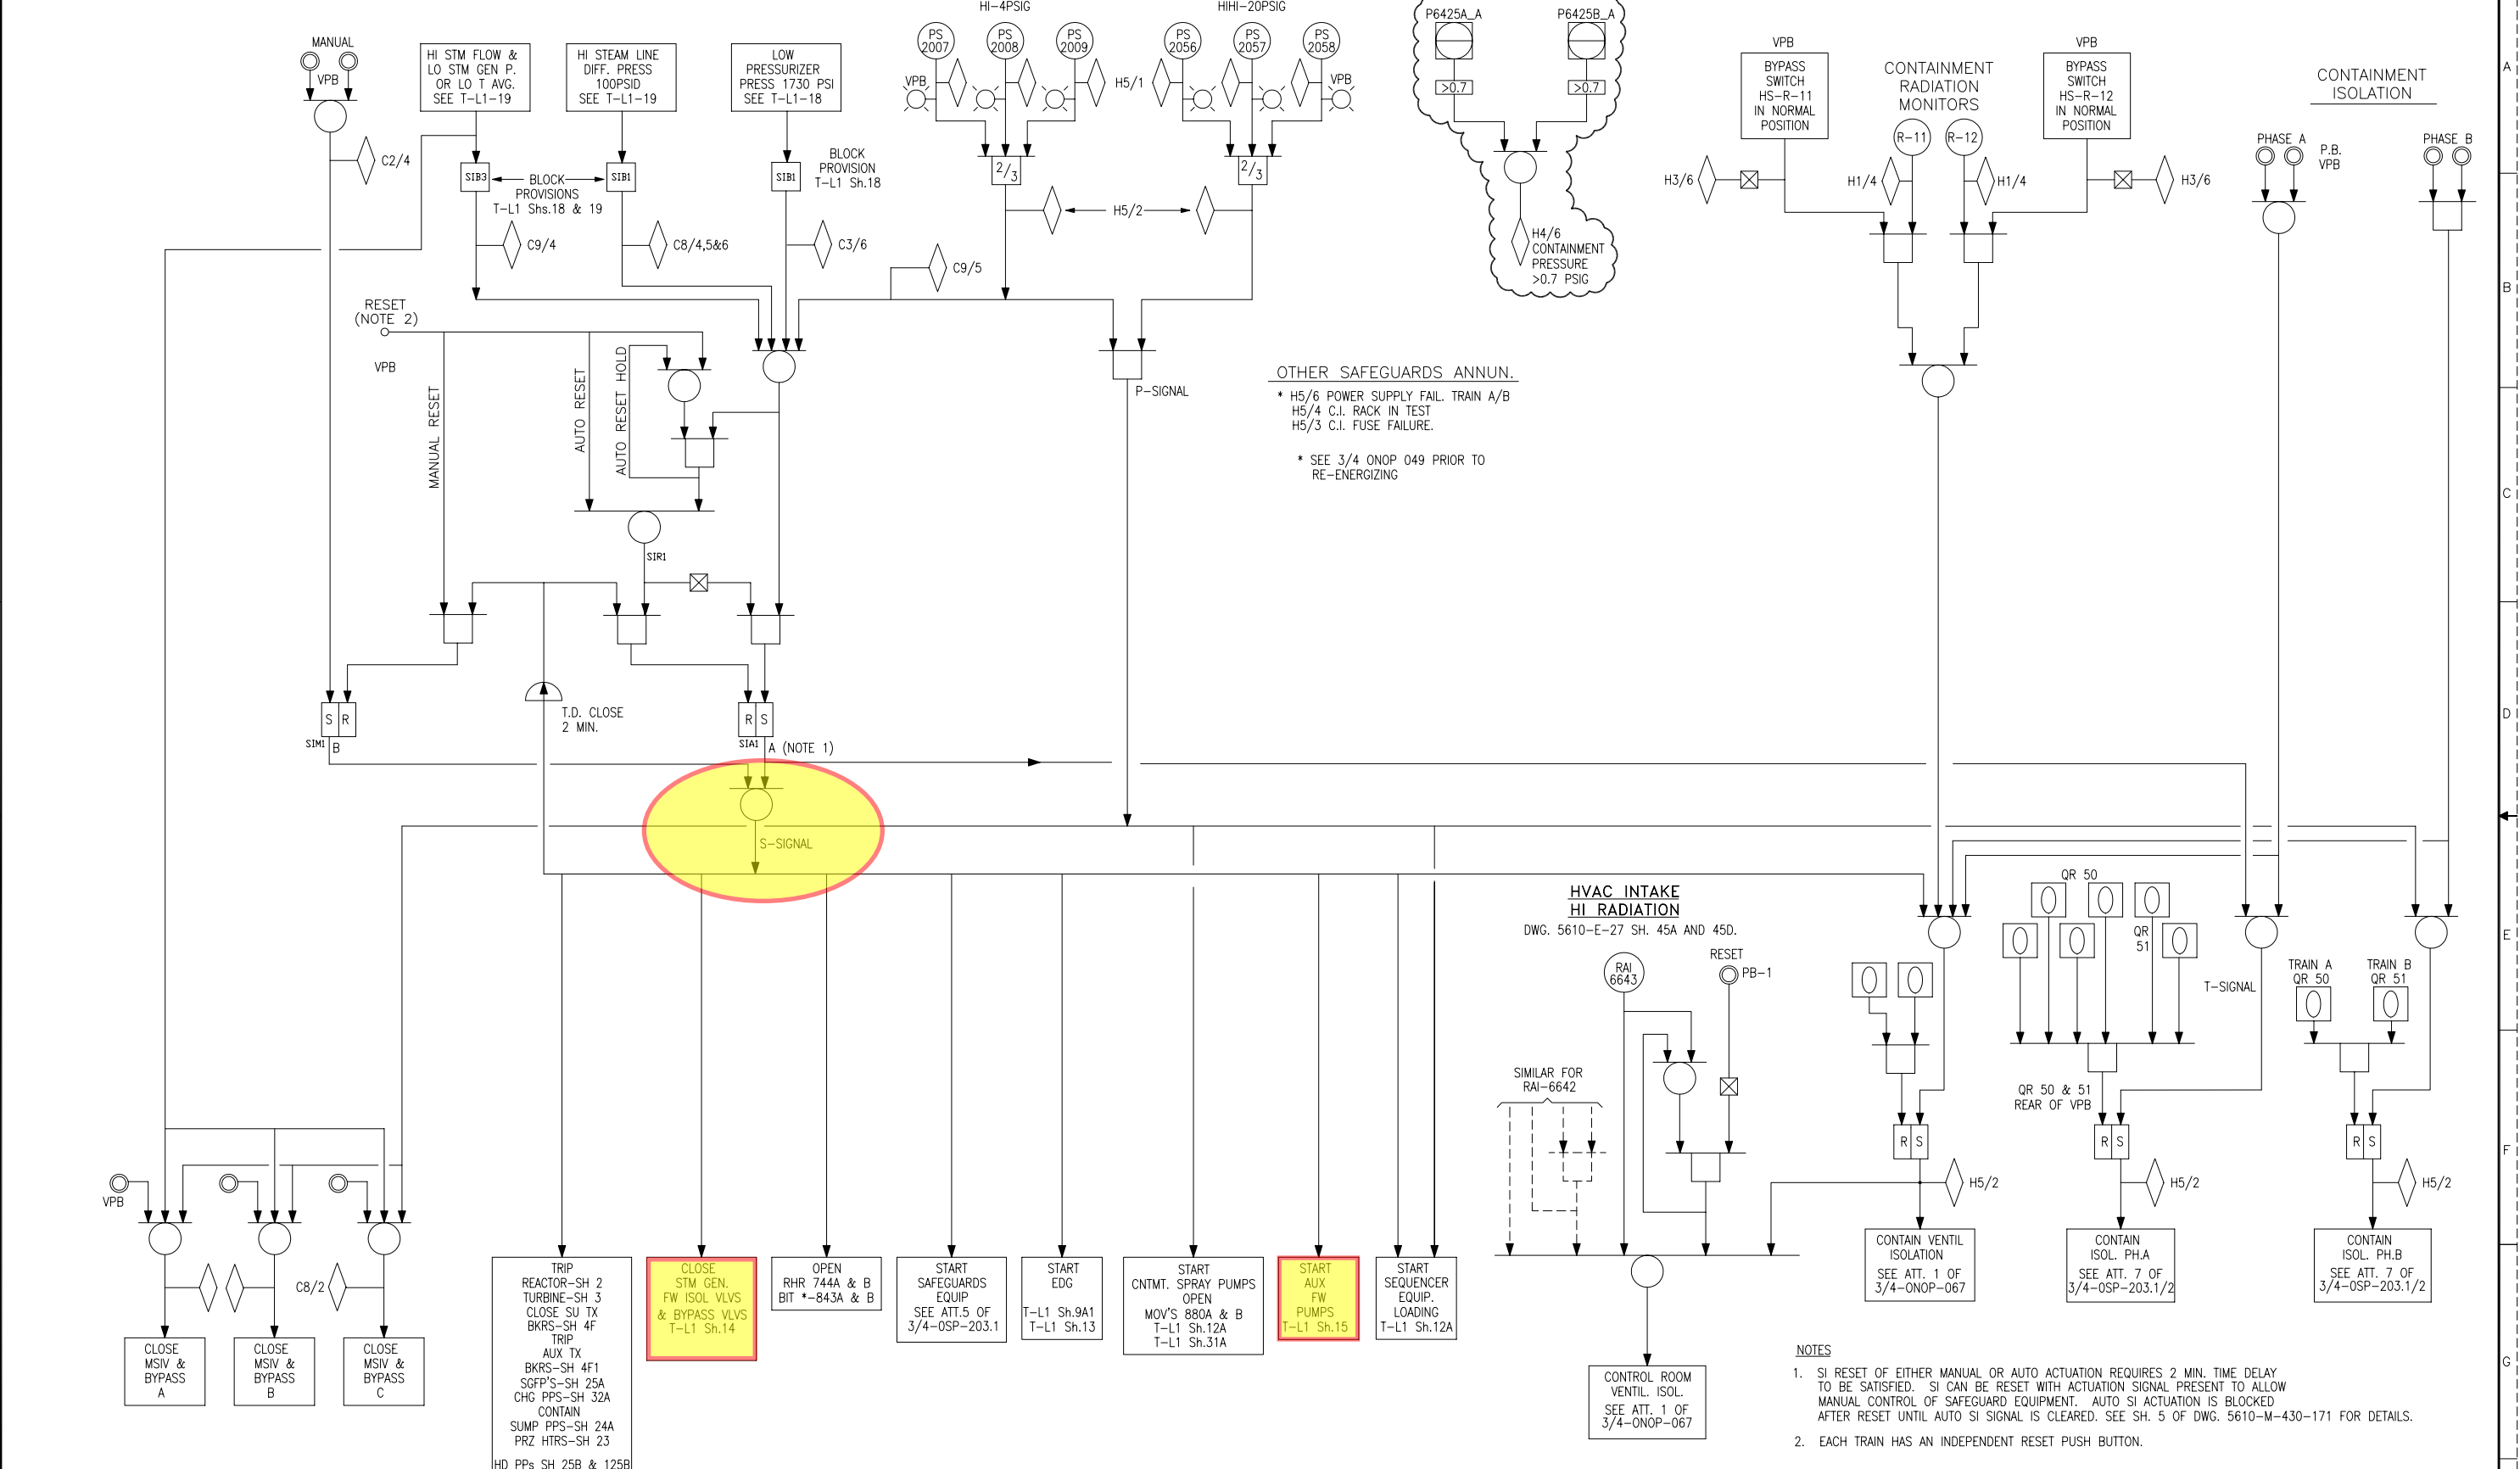 HI-4PSIG
HIHI-20PSIG
PS
2007
PS
2008
PS
2009
PS
2056
PS
2057
PS
2058
P6425A_A
P6425B_A
>0.7
>0.7
MANUAL
VPB
HI STM FLOW &
LO STM GEN P.
OR LO T AVG.
SEE T-L1-19
HI STEAM LINE
DIFF. PRESS
100PSID
SEE T-L1-19
LOW
PRESSURIZER
PRESS 1730 PSI
SEE T-L1-18
VPB
H5/1
VPB
VPB
BYPASS
SWITCH
HS-R-11
IN NORMAL
POSITION
CONTAINMENT
RADIATION
MONITORS
R-11
R-12
VPB
BYPASS
SWITCH
HS-R-12
IN NORMAL
POSITION
CONTAINMENT
ISOLATION
PHASE A
P.B.
VPB
PHASE B
A
C2/4
SIB3
BLOCK
PROVISIONS
T-L1 Shs.18 & 19
SIB1
SIB1
BLOCK
PROVISION
T-L1 Sh.18
2/3
2/3
H5/2
H3/6
H1/4
H1/4
H3/6
C9/4
C8/4,5&6
C3/6
C9/5
H4/6
CONTAINMENT
PRESSURE
>0.7 PSIG
B
RESET
(NOTE 2)
VPB
MANUAL RESET
AUTO RESET
AUTO RESET HOLD
P-SIGNAL
OTHER SAFEGUARDS ANNUN.
* H5/6 POWER SUPPLY FAIL. TRAIN A/B
H5/4 C.I. RACK IN TEST
H5/3 C.I. FUSE FAILURE.
* SEE 3/4 ONOP 049 PRIOR TO
RE-ENERGIZING
C
SIR1
S R
SIM1
B
T.D. CLOSE
2 MIN.
R S
SIA1
A (NOTE 1)
D
S-SIGNAL
HVAC INTAKE
HI RADIATION
DWG. 5610-E-27 SH. 45A AND 45D.
RAI
6643
RESET
PB-1
QR 50
QR
51
T-SIGNAL
TRAIN A
QR 50
TRAIN B
QR 51
E
SIMILAR FOR
RAI-6642
QR 50 & 51
REAR OF VPB
R S
R S
R S
H5/2
H5/2
H5/2
F
VPB
C8/2
CLOSE
MSIV &
BYPASS
A
CLOSE
MSIV &
BYPASS
B
CLOSE
MSIV &
BYPASS
C
TRIP
REACTOR-SH 2
TURBINE-SH 3
CLOSE SU TX
BKRS-SH 4F
TRIP
AUX TX
BKRS-SH 4F1
SGFP'S-SH 25A
CHG PPS-SH 32A
CONTAIN
SUMP PPS-SH 24A
PRZ HTRS-SH 23
HD PPs SH 25B & 125B
CLOSE
STM GEN.
FW ISOL VLVS
& BYPASS VLVS
T-L1 Sh.14
OPEN
RHR 744A & B
BIT *-843A & B
START
SAFEGUARDS
EQUIP
SEE ATT.5 OF
3/4-OSP-203.1
START
EDG
T-L1 Sh.9A1
T-L1 Sh.13
START
CNTMT. SPRAY PUMPS
OPEN
MOV'S 880A & B
T-L1 Sh.12A
T-L1 Sh.31A
START
AUX
FW
PUMPS
T-L1 Sh.15
START
SEQUENCER
EQUIP.
LOADING
T-L1 Sh.12A
CONTROL ROOM
VENTIL. ISOL.
SEE ATT. 1 OF
3/4-ONOP-067
CONTAIN VENTIL
ISOLATION
SEE ATT. 1 OF
3/4-ONOP-067
CONTAIN
ISOL. PH.A
SEE ATT. 7 OF
3/4-OSP-203.1/2
CONTAIN
ISOL. PH.B
SEE ATT. 7 OF
3/4-OSP-203.1/2
G
NOTES
1. SI RESET OF EITHER MANUAL OR AUTO ACTUATION REQUIRES 2 MIN. TIME DELAY
TO BE SATISFIED. SI CAN BE RESET WITH ACTUATION SIGNAL PRESENT TO ALLOW
MANUAL CONTROL OF SAFEGUARD EQUIPMENT. AUTO SI ACTUATION IS BLOCKED
AFTER RESET UNTIL AUTO SI SIGNAL IS CLEARED. SEE SH. 5 OF DWG. 5610-M-430-171 FOR DETAILS.
2. EACH TRAIN HAS AN INDEPENDENT RESET PUSH BUTTON.